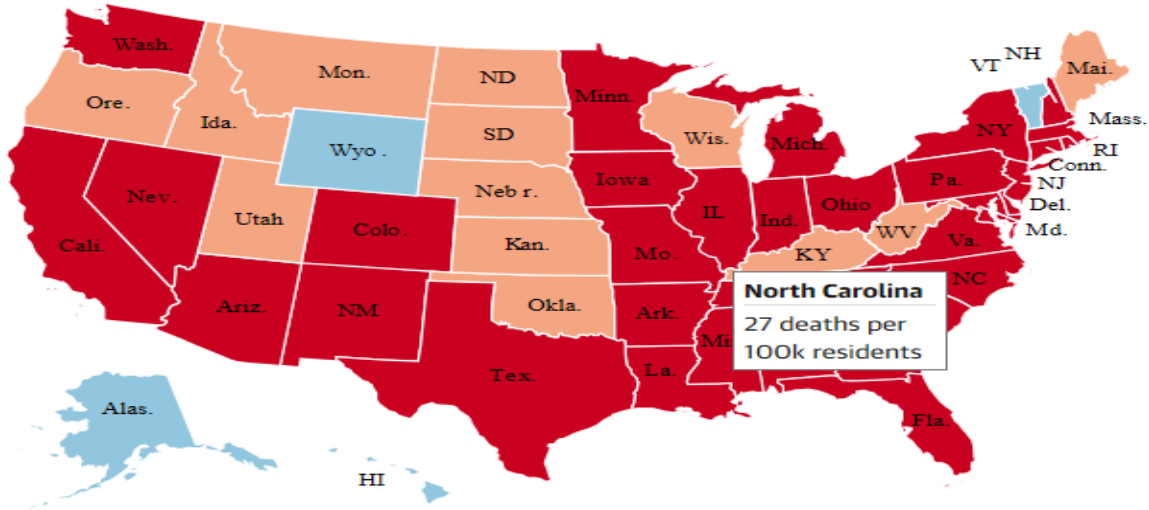 Wash.
Mon.
ND
Minn.
VT
NH
Mai.
Ore.
Ida.
SD
Wis.
Mich.
NY
Mass.
Wyo .
RI
Conn.
Nev.
Neb r.
Iowa
Pa.
NJ
Utah
Colo .
IL
Ind.
Ohio
Del.
Cali.
Kan.
Mo .
KY
WV
Va.
Md.
Ariz.
NM
Okla.
Ark.
NC
North Carolina
27 deaths per
100k residents
Tex.
La.
Fla.
Alas.
HI